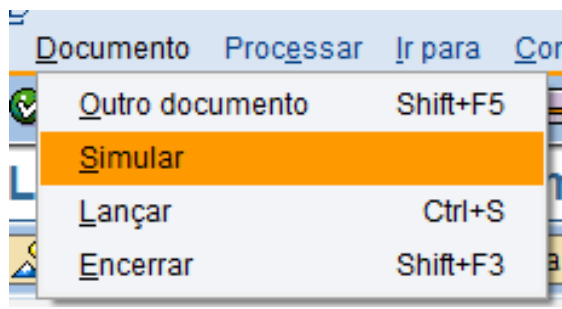 Documento Processar Ir para
Outro documento Shift+F5
Simular
Lançar Ctrl+S
Encerrar Shift+F3